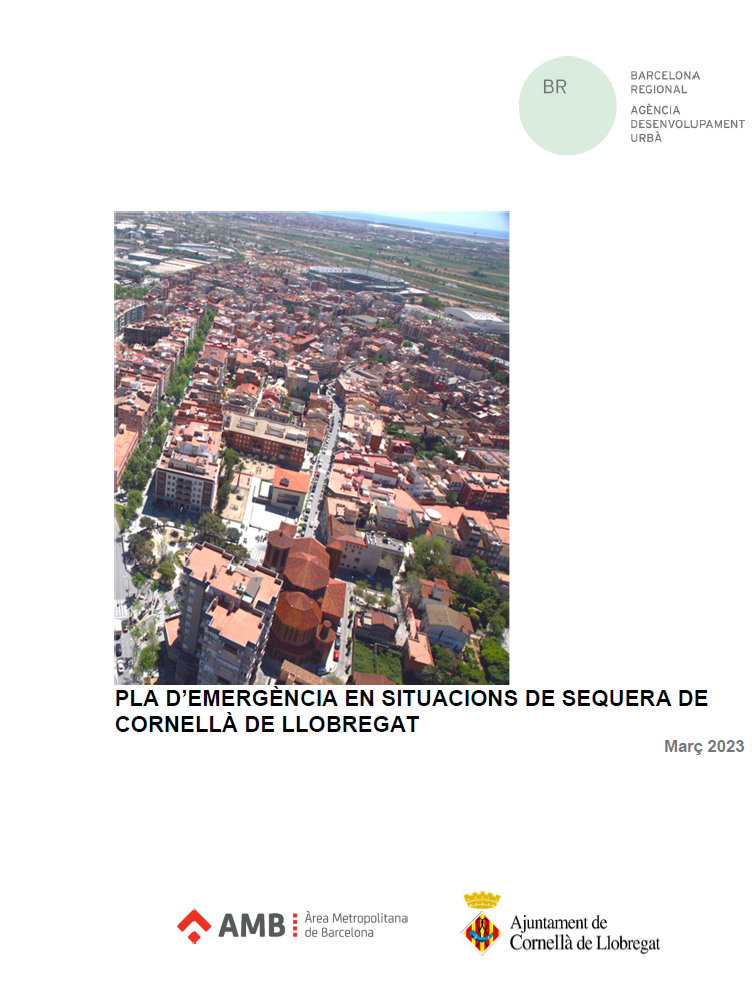 BR
BARCELONA
REGIONAL
AGÈNCIA
DESENVOLUPAMENT
URBÀ
PLA D'EMERGÈNCIA EN SITUACIONS DE SEQUERA DE
CORNELLÀ DE LLOBREGAT
Març 2023
AMB
Àrea Metropolitana
de Barcelona
Ajuntament de
Cornellà de Llobregat